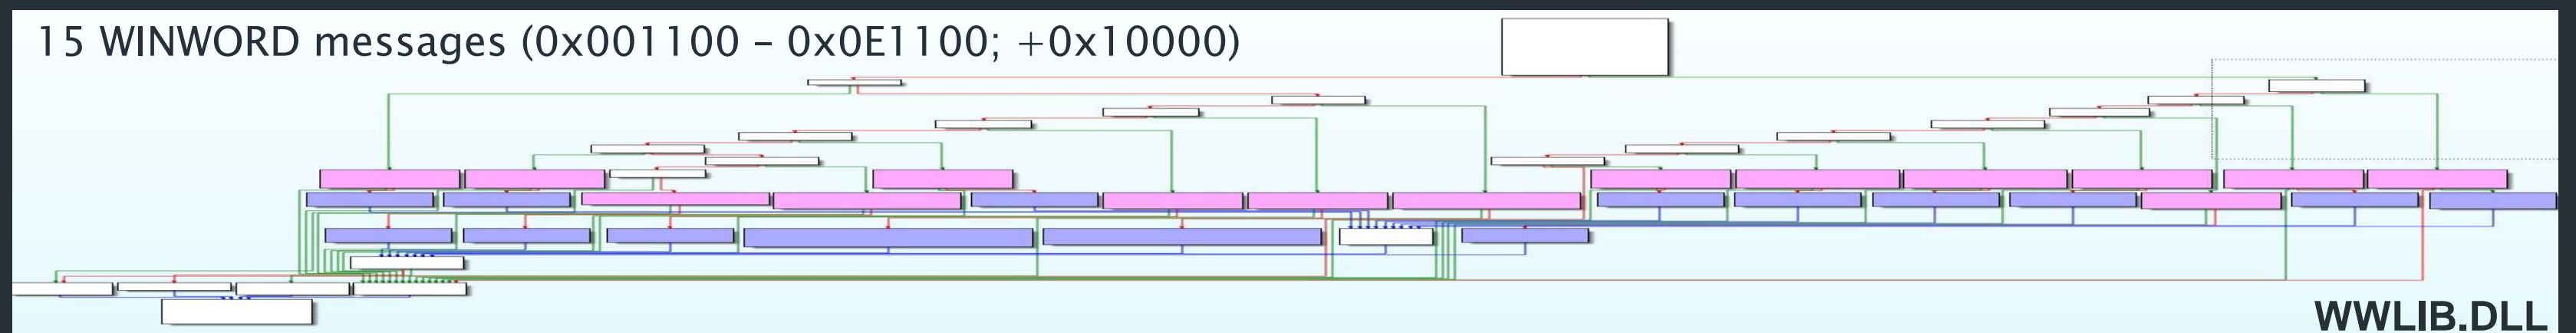 15 WINWORD messages (0x001100 – 0x0E1100; +0x10000)
WWLIB.DLL